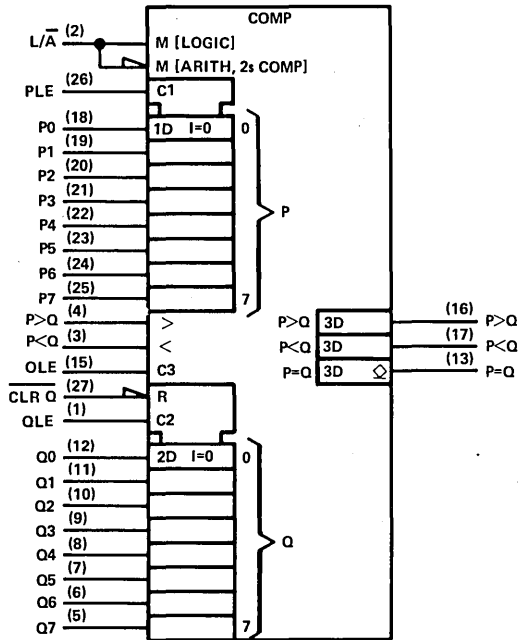 COMP
L/A̅ (2) M [LOGIC]
M [ARITH, 2s COMP]
PLE (26) C1
P0 (18) 1D I=0 0
P1 (19)
P2 (20)
P3 (21)
P4 (22) P
P5 (23)
P6 (24)
P7 (25) 7
P>Q (4) > P>Q 3D (16) P>Q
P<Q (3) < P<Q 3D (17) P<Q
OLE (15) C3 P=Q 3D ◇ (13) P=Q
C̅L̅R̅ Q̅ (27) R
QLE (1) C2
Q0 (12) 2D I=0 0
Q1 (11)
Q2 (10)
Q3 (9)
Q4 (8) Q
Q5 (7)
Q6 (6)
Q7 (5) 7